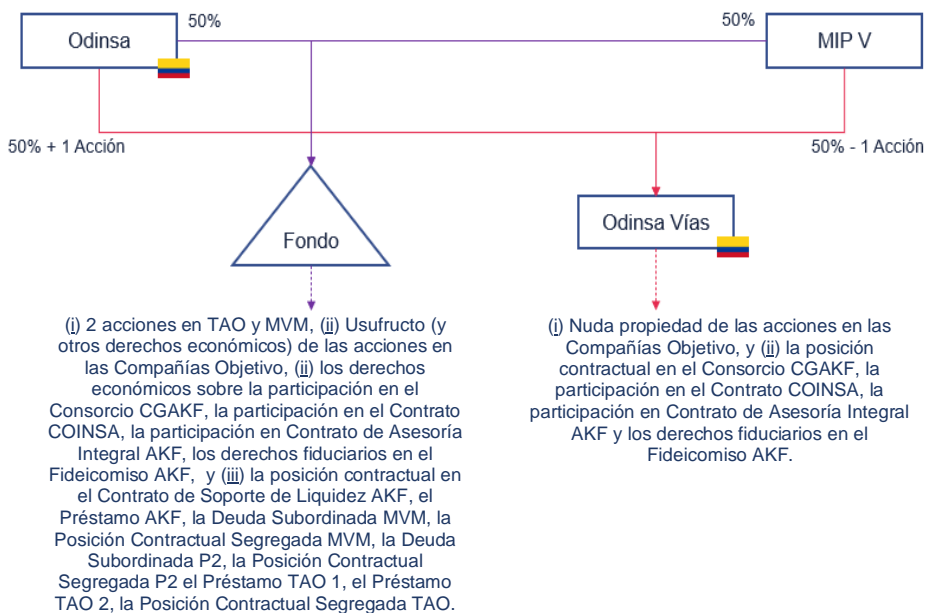 50%
50%
Odinsa
MIP V
50% + 1 Acción
50% - 1 Acción
Fondo
Odinsa Vías
(i) 2 acciones en TAO y MVM, (ii) Usufructo (y
otros derechos económicos) de las acciones en
las Compañías Objetivo, (ii) los derechos
económicos sobre la participación en el
Consorcio CGAKF, la participación en el Contrato
COINSA, la participación en Contrato de Asesoría
Integral AKF, los derechos fiduciarios en el
Fideicomiso AKF, y (iii) la posición contractual en
el Contrato de Soporte de Liquidez AKF, el
Préstamo AKF, la Deuda Subordinada MVM, la
Posición Contractual Segregada MVM, la Deuda
Subordinada P2, la Posición Contractual
Segregada P2 el Préstamo TAO 1, el Préstamo
TAO 2, la Posición Contractual Segregada TAO.
(i) Nuda propiedad de las acciones en las
Compañías Objetivo, y (ii) la posición
contractual en el Consorcio CGAKF, la
participación en el Contrato COINSA, la
participación en Contrato de Asesoría Integral
AKF y los derechos fiduciarios en el
Fideicomiso AKF.